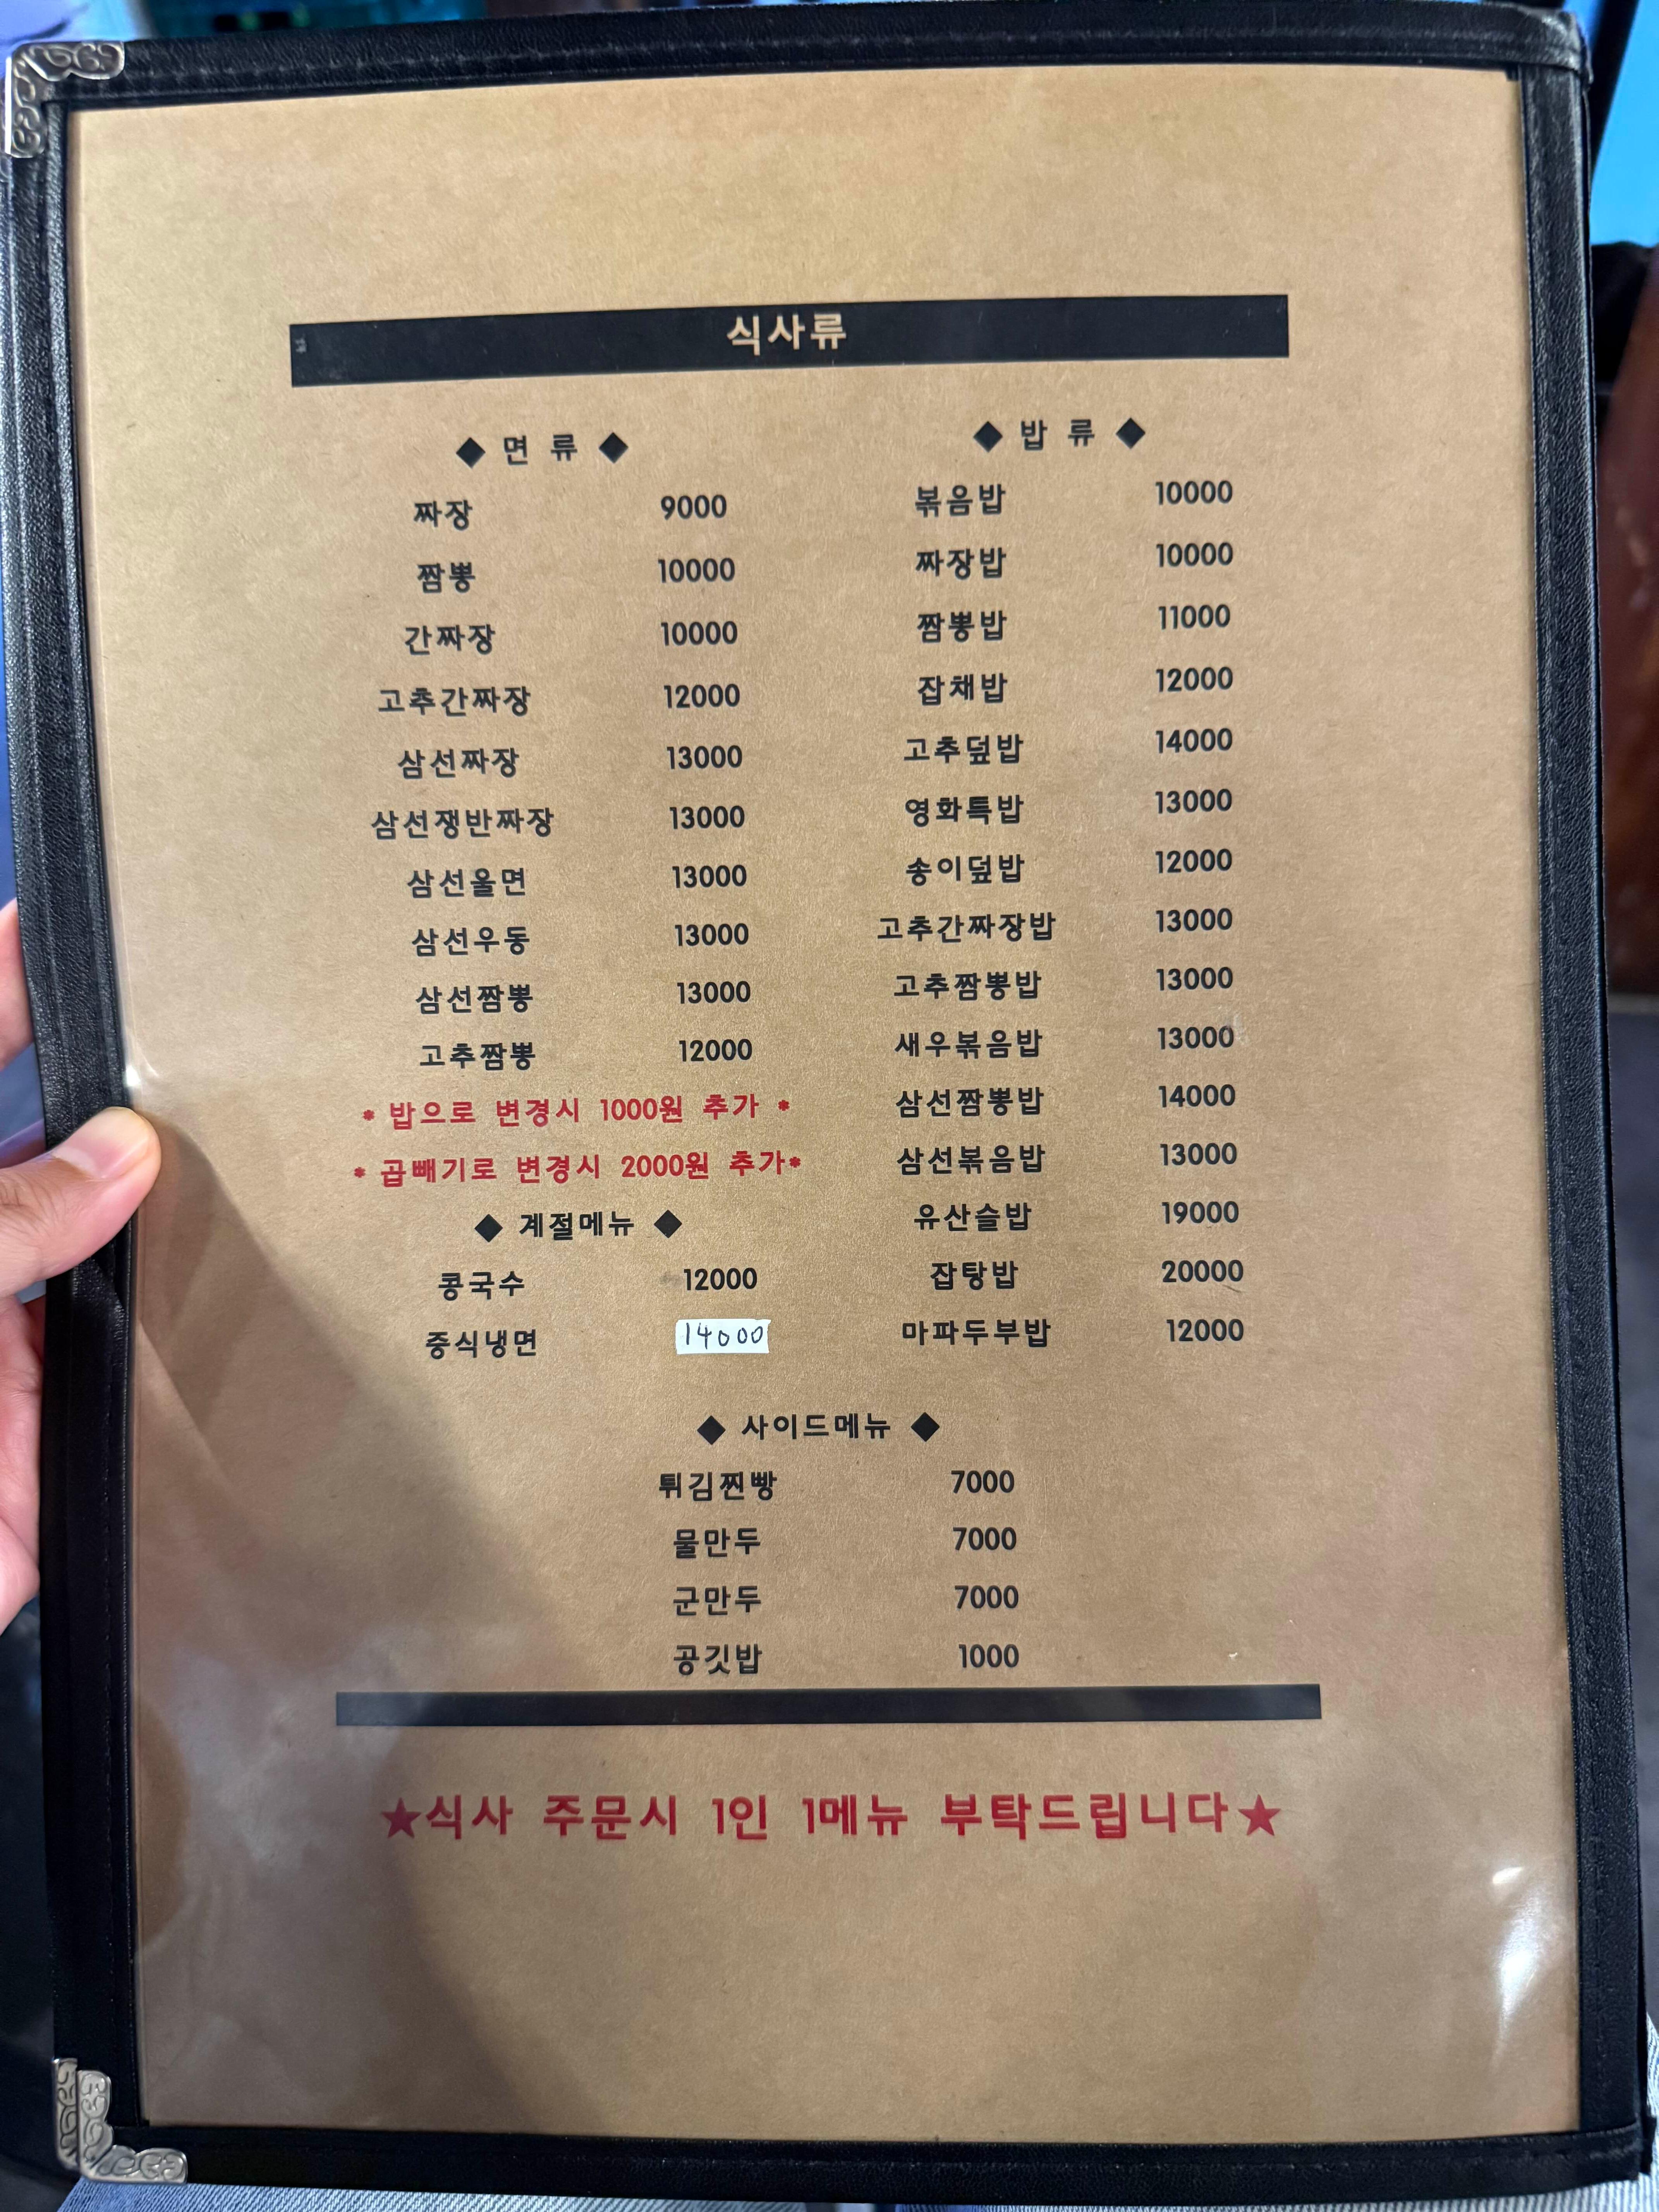 식사류
◆ 면 류 ◆
짜장 9000
짬뽕 10000
간짜장 10000
고추간짜장 12000
삼선짜장 13000
삼선쟁반짜장 13000
삼선울면 13000
삼선우동 13000
삼선짬뽕 13000
고추짬뽕 12000
* 밥으로 변경시 1000원 추가 *
* 곱빼기로 변경시 2000원 추가*
◆ 계절메뉴 ◆
콩국수 12000
중식냉면 14000
◆ 밥 류 ◆
볶음밥 10000
짜장밥 10000
짬뽕밥 11000
잡채밥 12000
고추덮밥 14000
영화특밥 13000
송이덮밥 12000
고추간짜장밥 13000
고추짬뽕밥 13000
새우볶음밥 13000
삼선짬뽕밥 14000
삼선볶음밥 13000
유산슬밥 19000
잡탕밥 20000
마파두부밥 12000
◆ 사이드메뉴 ◆
튀김찐빵 7000
물만두 7000
군만두 7000
공깃밥 1000
★식사 주문시 1인 1메뉴 부탁드립니다★